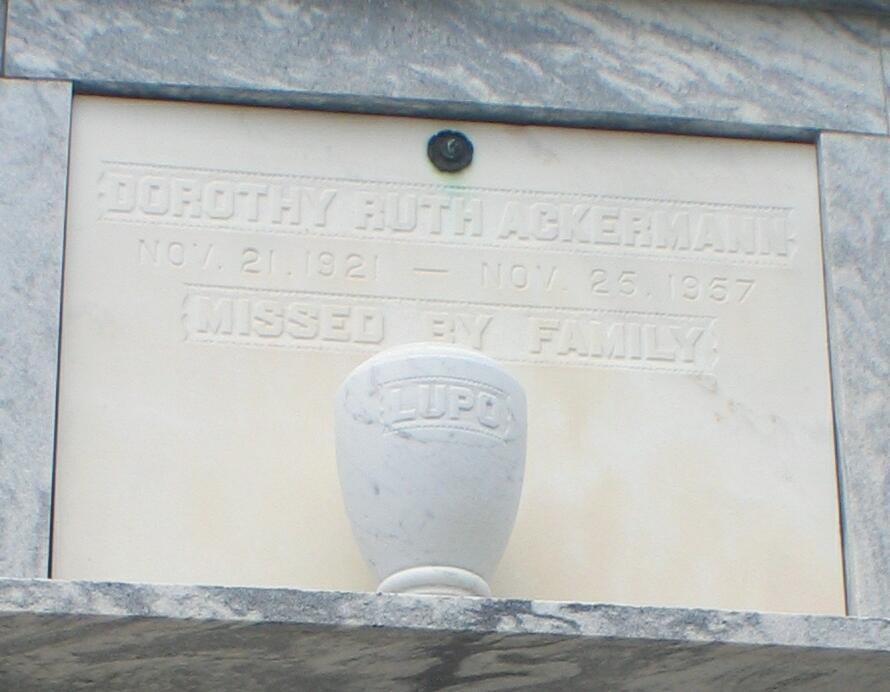 DOROTHY RUTH ACKERMANN
NOV. 21. 1921 — NOV. 25. 1957
MISSED BY FAMILY
LUPO